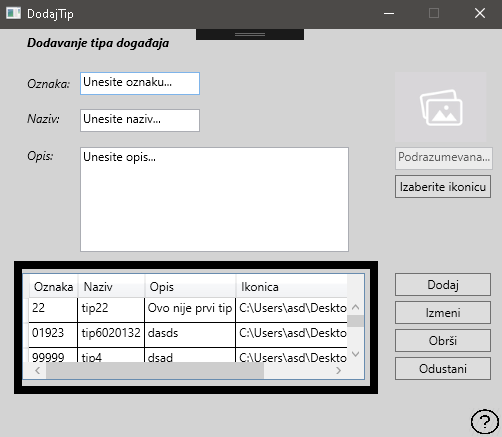 DodajTip
Dodavanje tipa događaja
Oznaka: Unesite oznaku...
Naziv: Unesite naziv...
Opis: Unesite opis...
Podrazumevana...
Izaberite ikonicu
Oznaka Naziv Opis Ikonica
22 tip22 Ovo nije prvi tip C:\Users\asd\Deskto
01923 tip6020132 dasds C:\Users\asd\Deskto
99999 tip4 dsad C:\Users\asd\Deskto
Dodaj
Izmeni
Obrši
Odustani
?